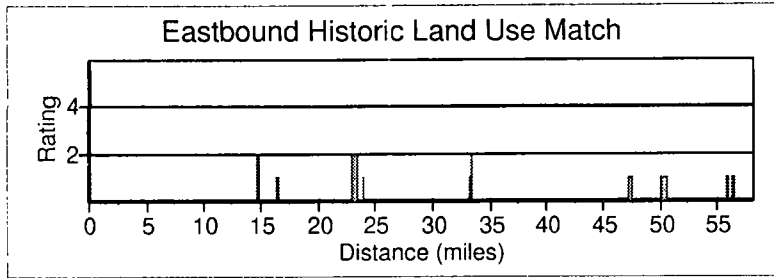 Eastbound Historic Land Use Match
Rating
4
2
0 5 10 15 20 25 30 35 40 45 50 55
Distance (miles)